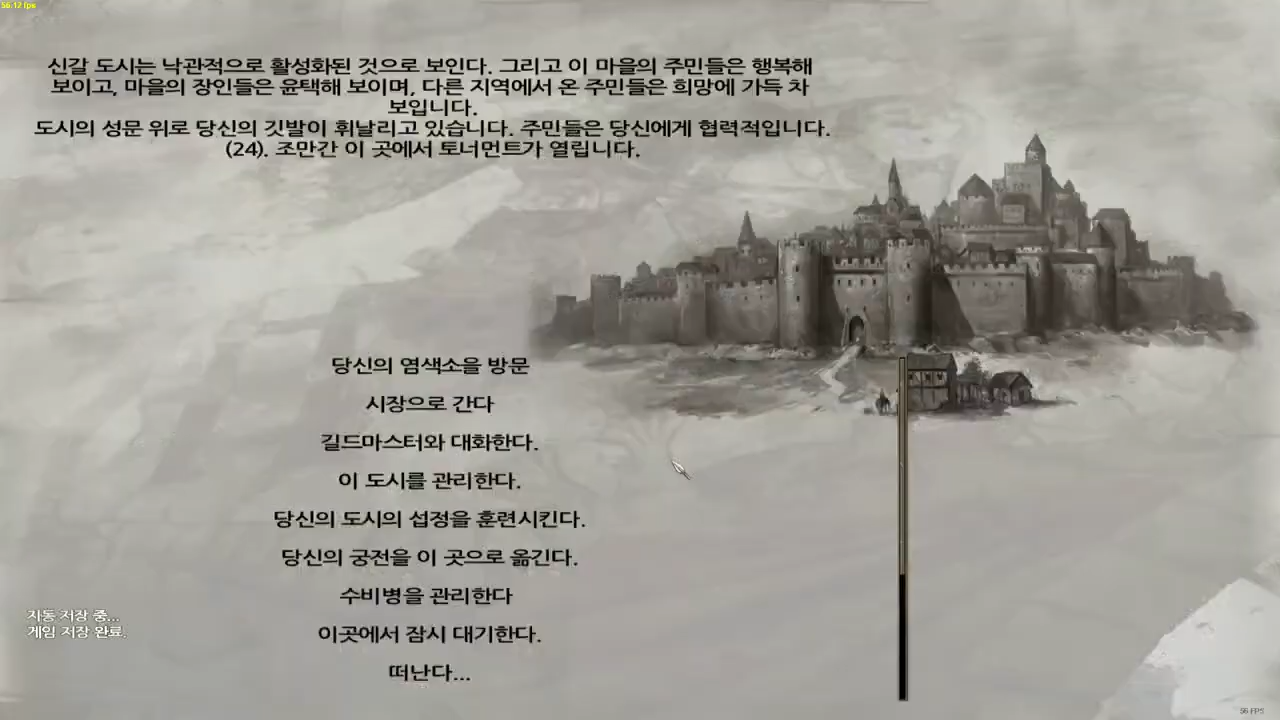 56.12 fps
신갈 도시는 낙관적으로 활성화된 것으로 보인다. 그리고 이 마을의 주민들은 행복해
보이고, 마을의 장인들은 윤택해 보이며, 다른 지역에서 온 주민들은 희망에 가득 차
보입니다.
도시의 성문 위로 당신의 깃발이 휘날리고 있습니다. 주민들은 당신에게 협력적입니다.
(24). 조만간 이 곳에서 토너먼트가 열립니다.
당신의 염색소을 방문
시장으로 간다
길드마스터와 대화한다.
이 도시를 관리한다.
당신의 도시의 섭정을 훈련시킨다.
당신의 궁전을 이 곳으로 옮긴다.
수비병을 관리한다
이곳에서 잠시 대기한다.
떠난다...
자동 저장 중...
게임 저장 완료.
56 FPS